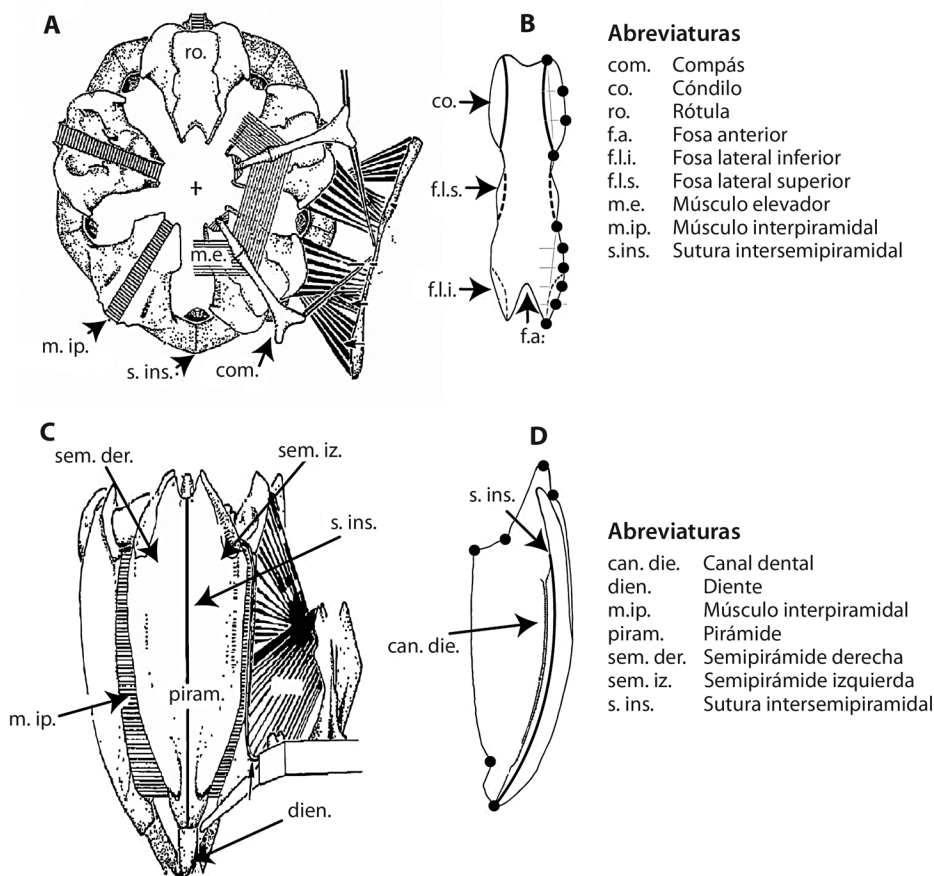 A
ro.
m.e.
m. ip.
s. ins.
com.
B
co.
f.l.s.
f.l.i.
f.a:
Abreviaturas
com. Compás
co. Cóndilo
ro. Rótula
f.a. Fosa anterior
f.l.i. Fosa lateral inferior
f.l.s. Fosa lateral superior
m.e. Músculo elevador
m.ip. Músculo interpiramidal
s.ins. Sutura intersemipiramidal
C
sem. der.
sem. iz.
s. ins.
piram.
m. ip.
dien.
D
s. ins.
can. die.
Abreviaturas
can. die. Canal dental
dien. Diente
m.ip. Músculo interpiramidal
piram. Pirámide
sem. der. Semipirámide derecha
sem. iz. Semipirámide izquierda
s. ins. Sutura intersemipiramidal